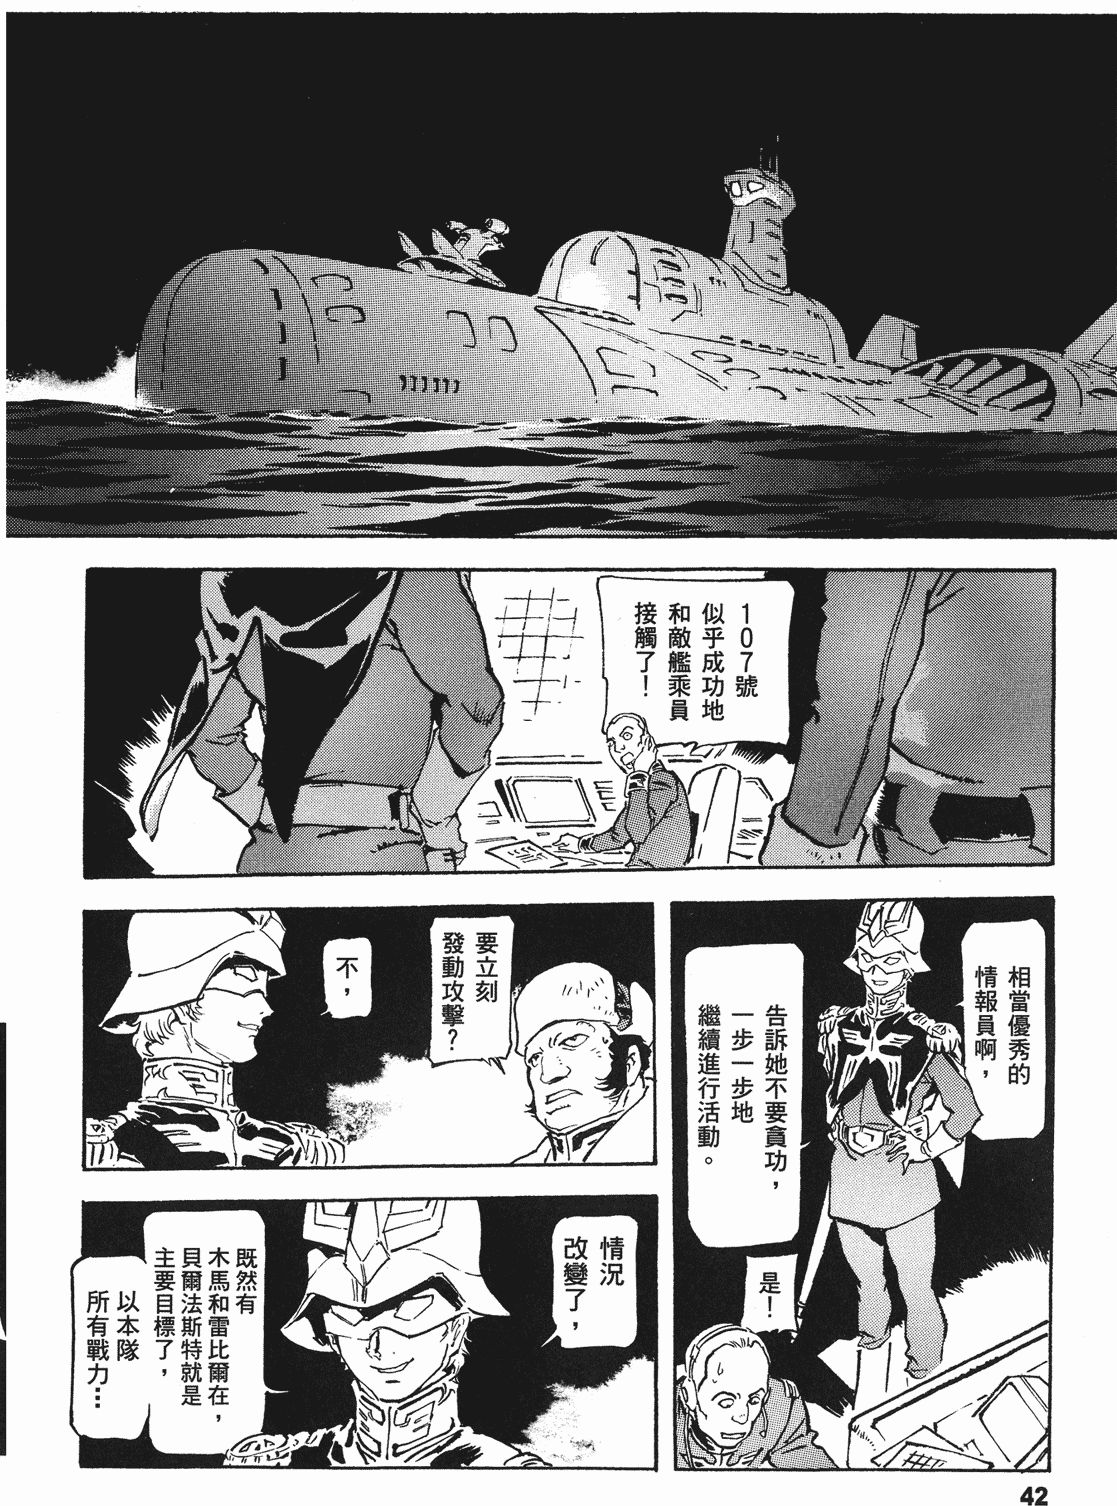 107號
似乎成功地
和敵艦乘員
接觸了！
相當優秀的
情報員啊，
告訴她不要貪功，
一步一步地
繼續進行活動。
是！
要立刻
發動攻擊？
不，
情況
改變了，
既然有
木馬和雷比爾在，
貝爾法斯特就是
主要目標了，
以本隊
所有戰力…
42